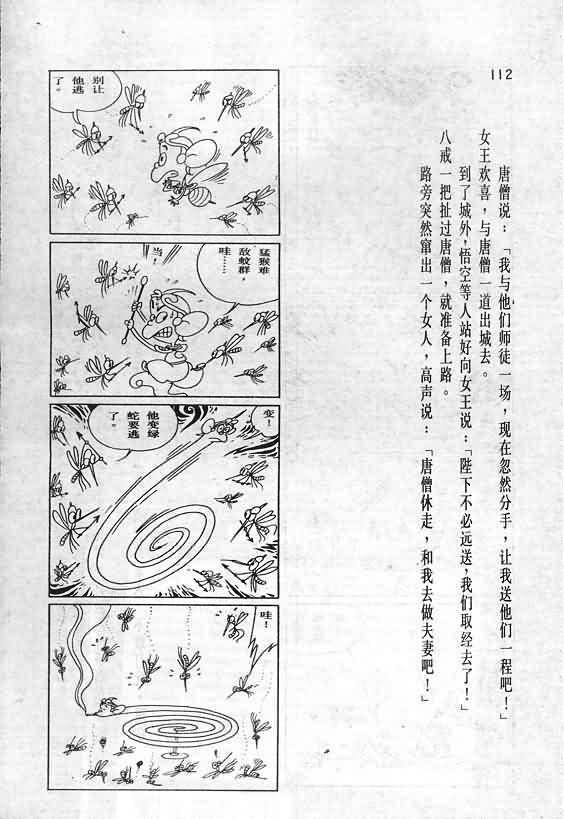 112
唐僧说：「我与他们师徒一场，现在忽然分手，让我送他们一程吧！」
女王欢喜，与唐僧一道出城去。
到了城外，悟空等人站好向女王说：「陛下不必远送，我们取经去了！」
八戒一把扯过唐僧，就准备上路。
路旁突然窜出一个女人，高声说：「唐僧休走，和我去做夫妻吧！」
别让
他逃
了。
猛猴难
敌蚊群，
哇……
当
变！
他变绿
蛇要逃
了。
哇！